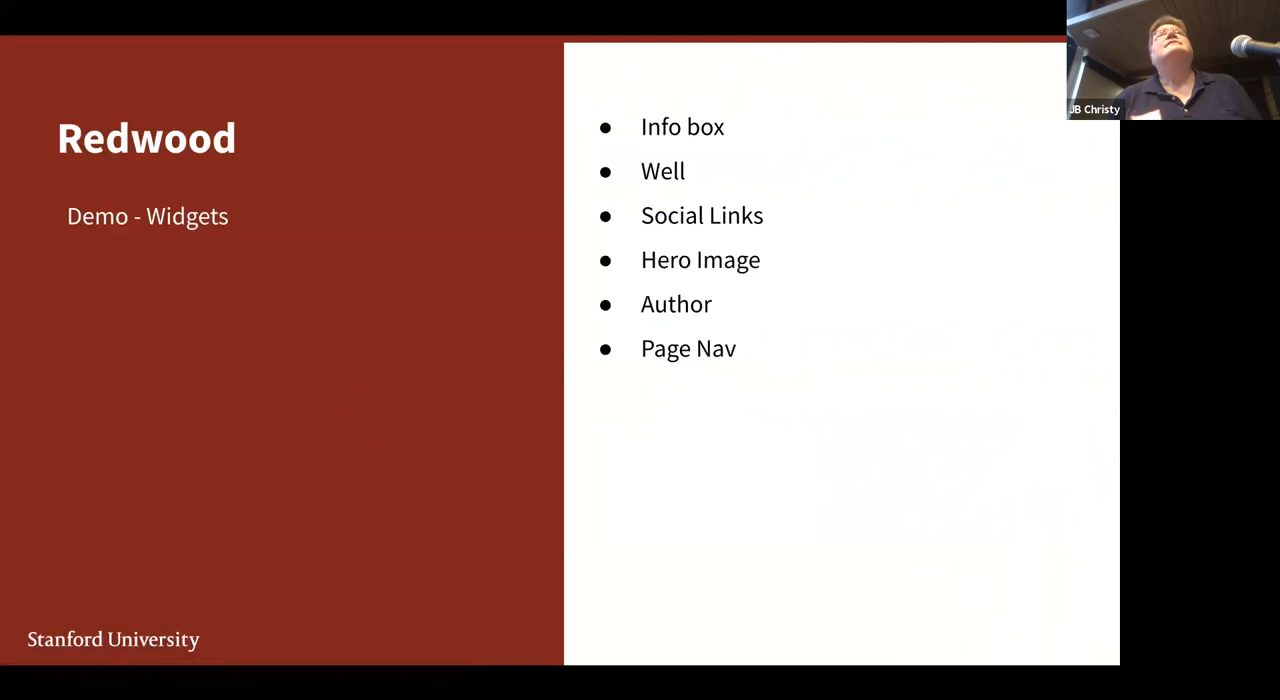 Redwood
Demo - Widgets
Stanford University
Info box
Well
Social Links
Hero Image
Author
Page Nav
JB Christy